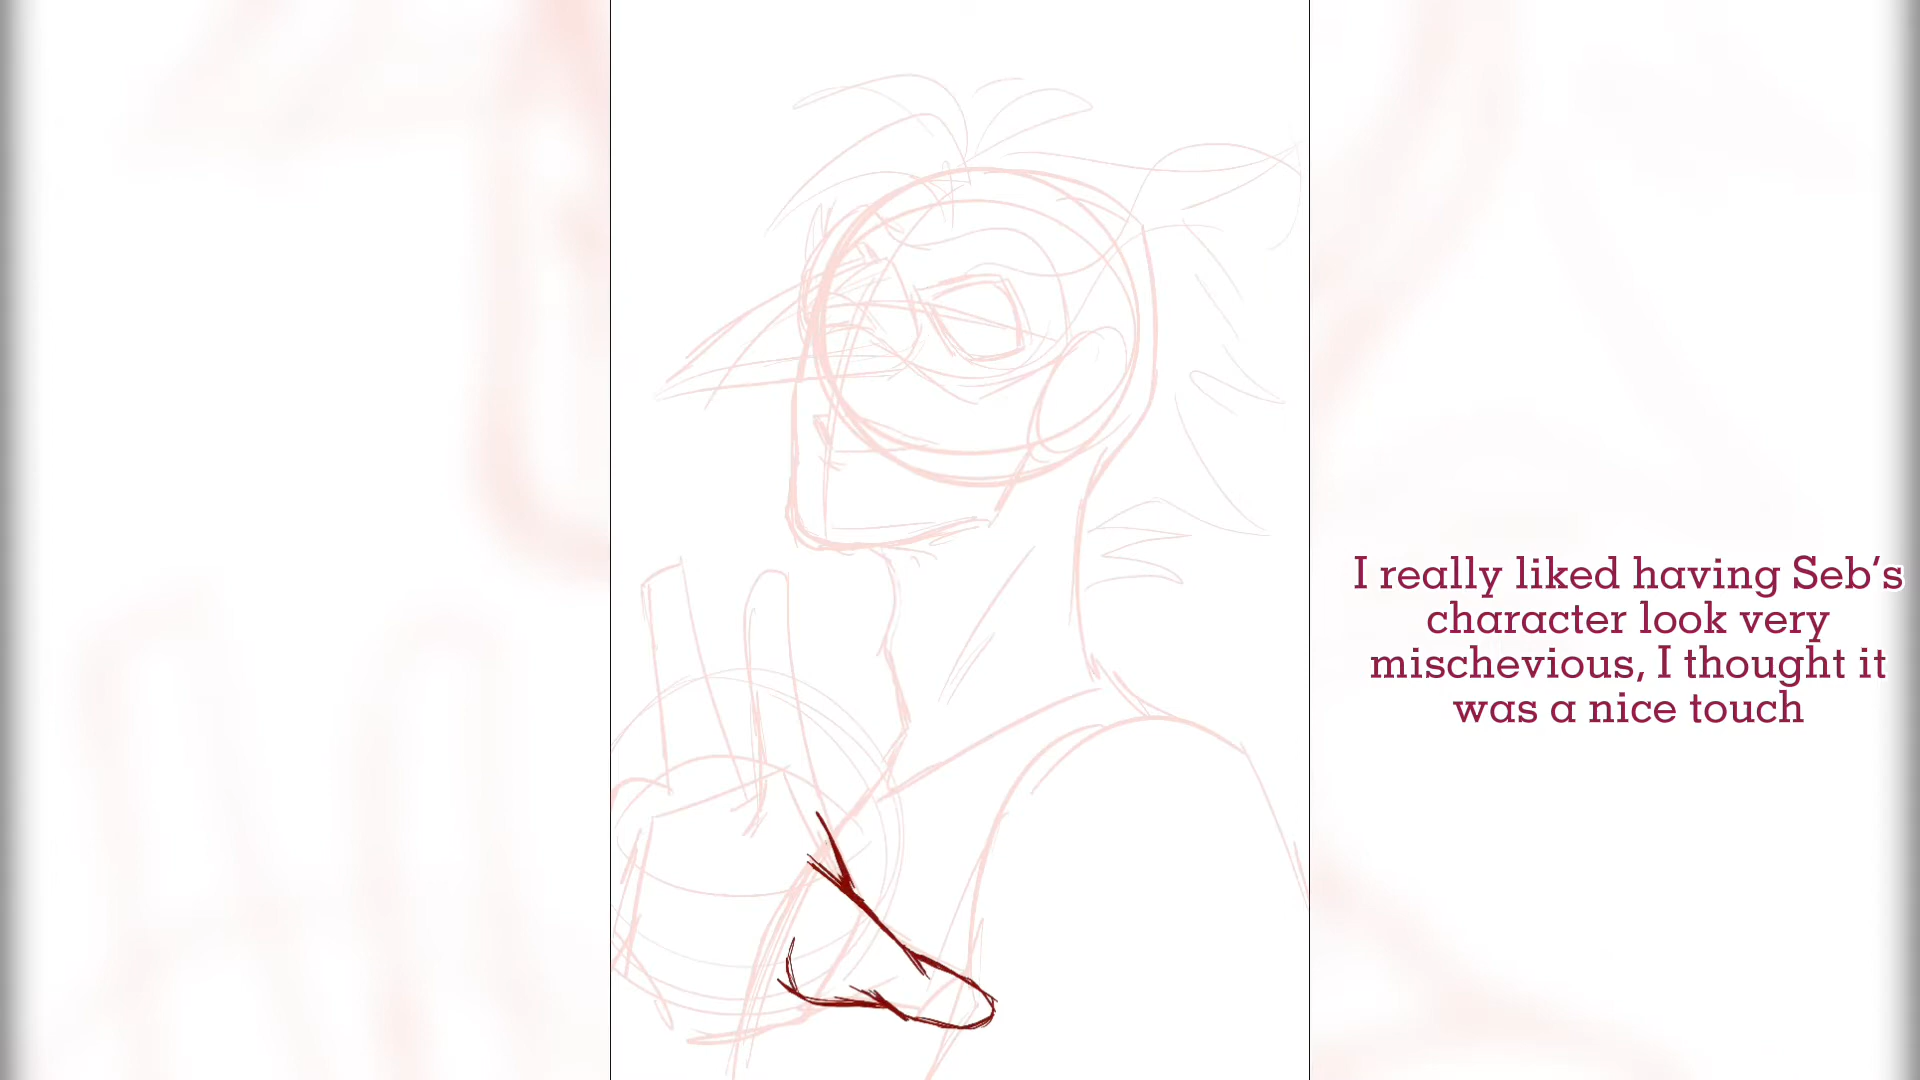 I really liked having Seb's
character look very
mischevious, I thought it
was a nice touch